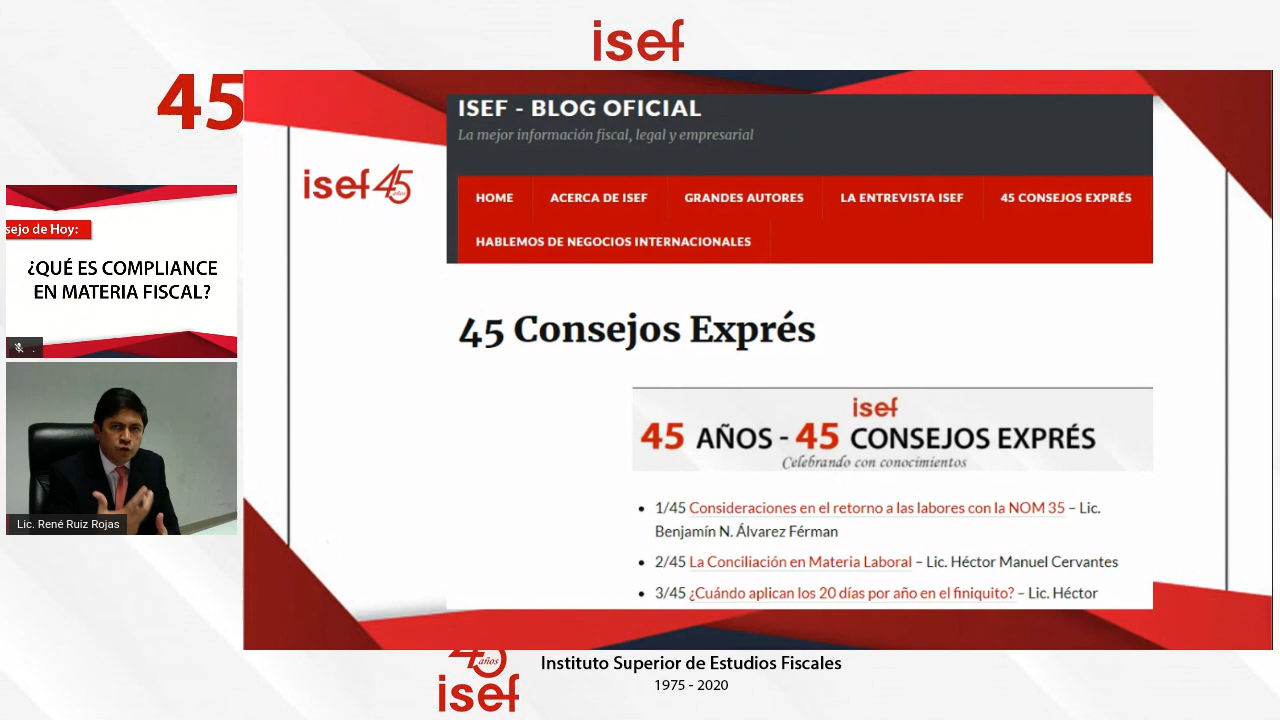 isef
45
ISEF - BLOG OFICIAL
La mejor información fiscal, legal y empresarial
isef 45
años
HOME
ACERCA DE ISEF
GRANDES AUTORES
LA ENTREVISTA ISEF
45 CONSEJOS EXPRÉS
HABLEMOS DE NEGOCIOS INTERNACIONALES
sejo de Hoy:
¿QUÉ ES COMPLIANCE
EN MATERIA FISCAL?
.
Lic. René Ruiz Rojas
45 Consejos Exprés
isef
45 AÑOS - 45 CONSEJOS EXPRÉS
Celebrando con conocimientos
• 1/45 Consideraciones en el retorno a las labores con la NOM 35 – Lic.
Benjamín N. Álvarez Férman
• 2/45 La Conciliación en Materia Laboral – Lic. Héctor Manuel Cervantes
• 3/45 ¿Cuándo aplican los 20 días por año en el finiquito? – Lic. Héctor
45
años
isef
Instituto Superior de Estudios Fiscales
1975 - 2020